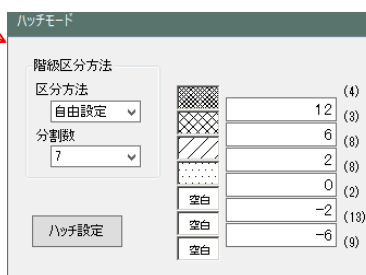 ハッチモード
階級区分方法
区分方法
自由設定
分割数
7
ハッチ設定
(4)
12
(3)
6
(8)
2
(8)
0
空白
(2)
-2
空白
(13)
-6
空白
(9)